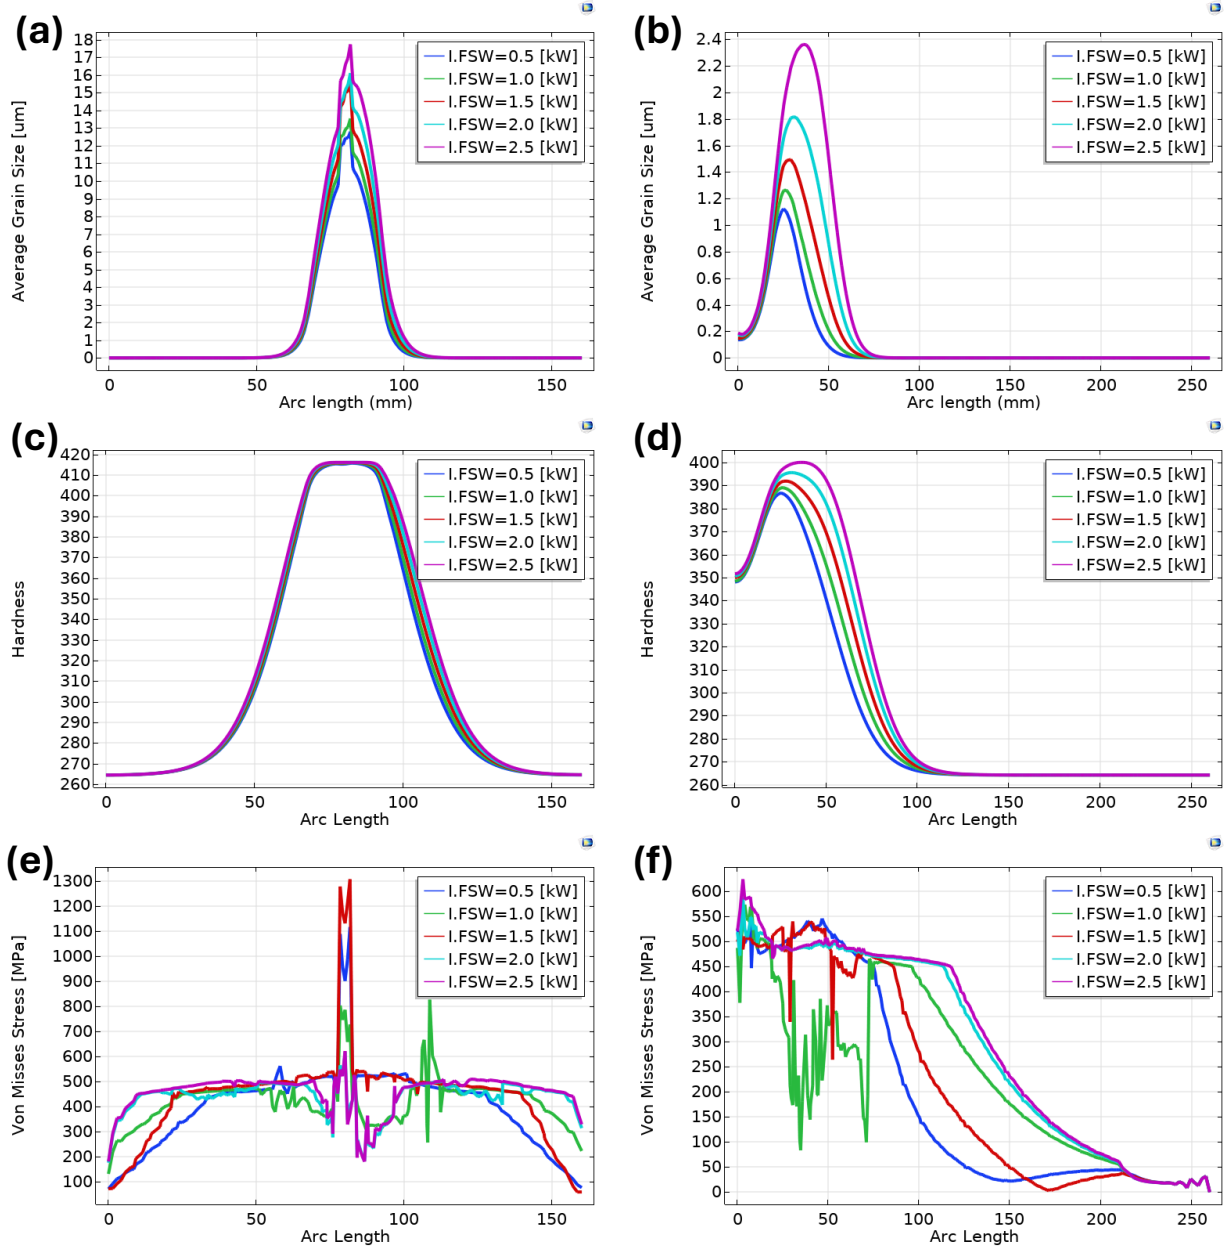 (a)
18
17
16
15
14
13
12
11
10
9
8
7
6
5
4
3
2
1
0
Average Grain Size [um]
I.FSW=0.5 [kW]
I.FSW=1.0 [kW]
I.FSW=1.5 [kW]
I.FSW=2.0 [kW]
I.FSW=2.5 [kW]
0 50 100 150
Arc length (mm)
(b)
2.4
2.2
2
1.8
1.6
1.4
1.2
1
0.8
0.6
0.4
0.2
0
Average Grain Size [um]
I.FSW=0.5 [kW]
I.FSW=1.0 [kW]
I.FSW=1.5 [kW]
I.FSW=2.0 [kW]
I.FSW=2.5 [kW]
0 50 100 150 200 250
Arc length (mm)
(c)
420
410
400
390
380
370
360
350
340
330
320
310
300
290
280
270
260
Hardness
I.FSW=0.5 [kW]
I.FSW=1.0 [kW]
I.FSW=1.5 [kW]
I.FSW=2.0 [kW]
I.FSW=2.5 [kW]
0 50 100 150
Arc Length
(d)
400
390
380
370
360
350
340
330
320
310
300
290
280
270
260
Hardness
I.FSW=0.5 [kW]
I.FSW=1.0 [kW]
I.FSW=1.5 [kW]
I.FSW=2.0 [kW]
I.FSW=2.5 [kW]
0 50 100 150 200 250
Arc Length
(e)
1300
1200
1100
1000
900
800
700
600
500
400
300
200
100
Von Misses Stress [MPa]
I.FSW=0.5 [kW]
I.FSW=1.0 [kW]
I.FSW=1.5 [kW]
I.FSW=2.0 [kW]
I.FSW=2.5 [kW]
0 50 100 150
Arc Length
(f)
600
550
500
450
400
350
300
250
200
150
100
50
0
Von Misses Stress [MPa]
I.FSW=0.5 [kW]
I.FSW=1.0 [kW]
I.FSW=1.5 [kW]
I.FSW=2.0 [kW]
I.FSW=2.5 [kW]
0 50 100 150 200 250
Arc Length